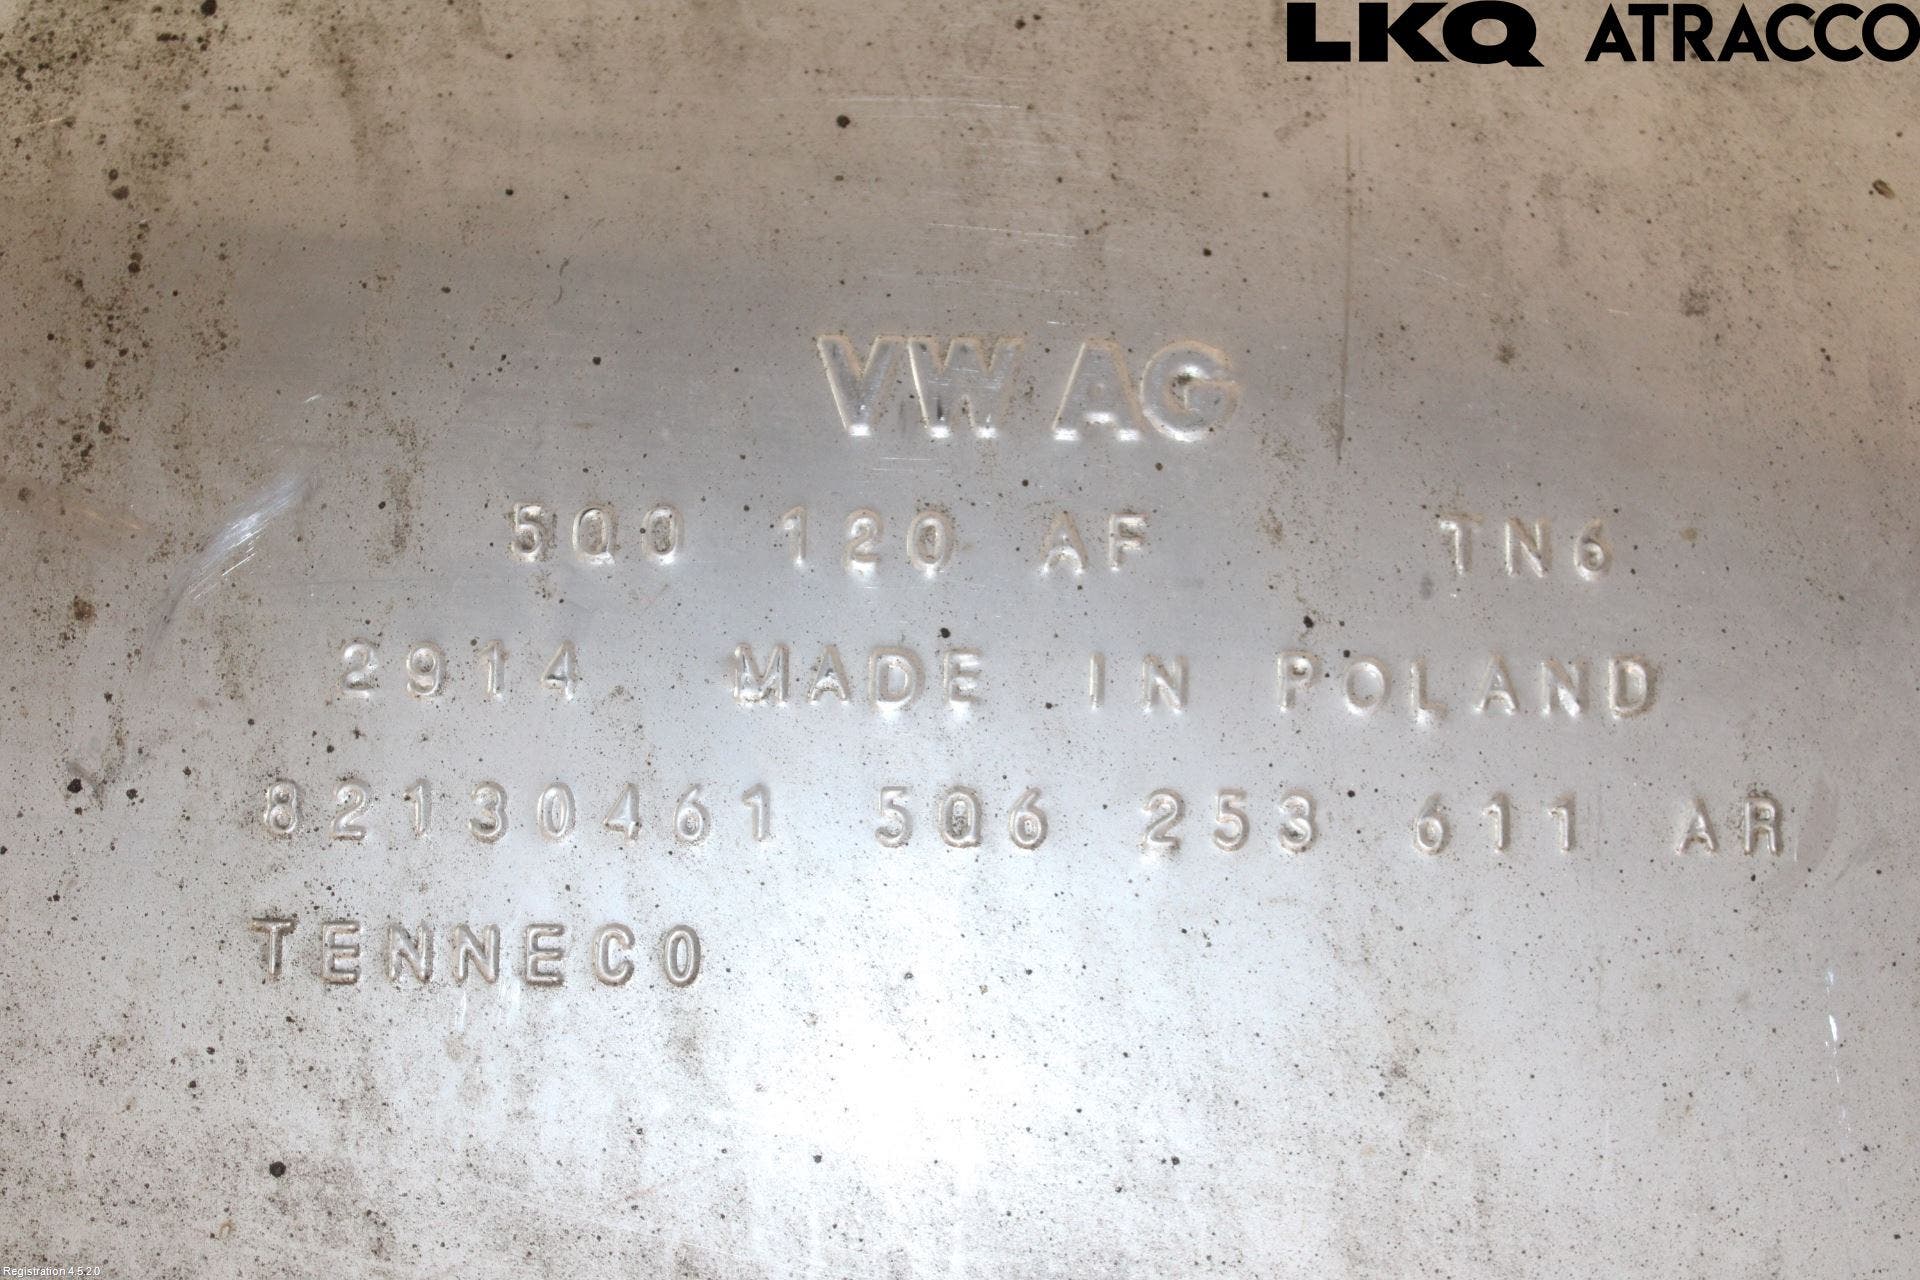 LKQ ATRACCO
VW AG
5Q0 120 AF TN6
2914 MADE IN POLAND
82130461 5Q6 253 611 AR
TENNECO
Registration 4.5.2.0